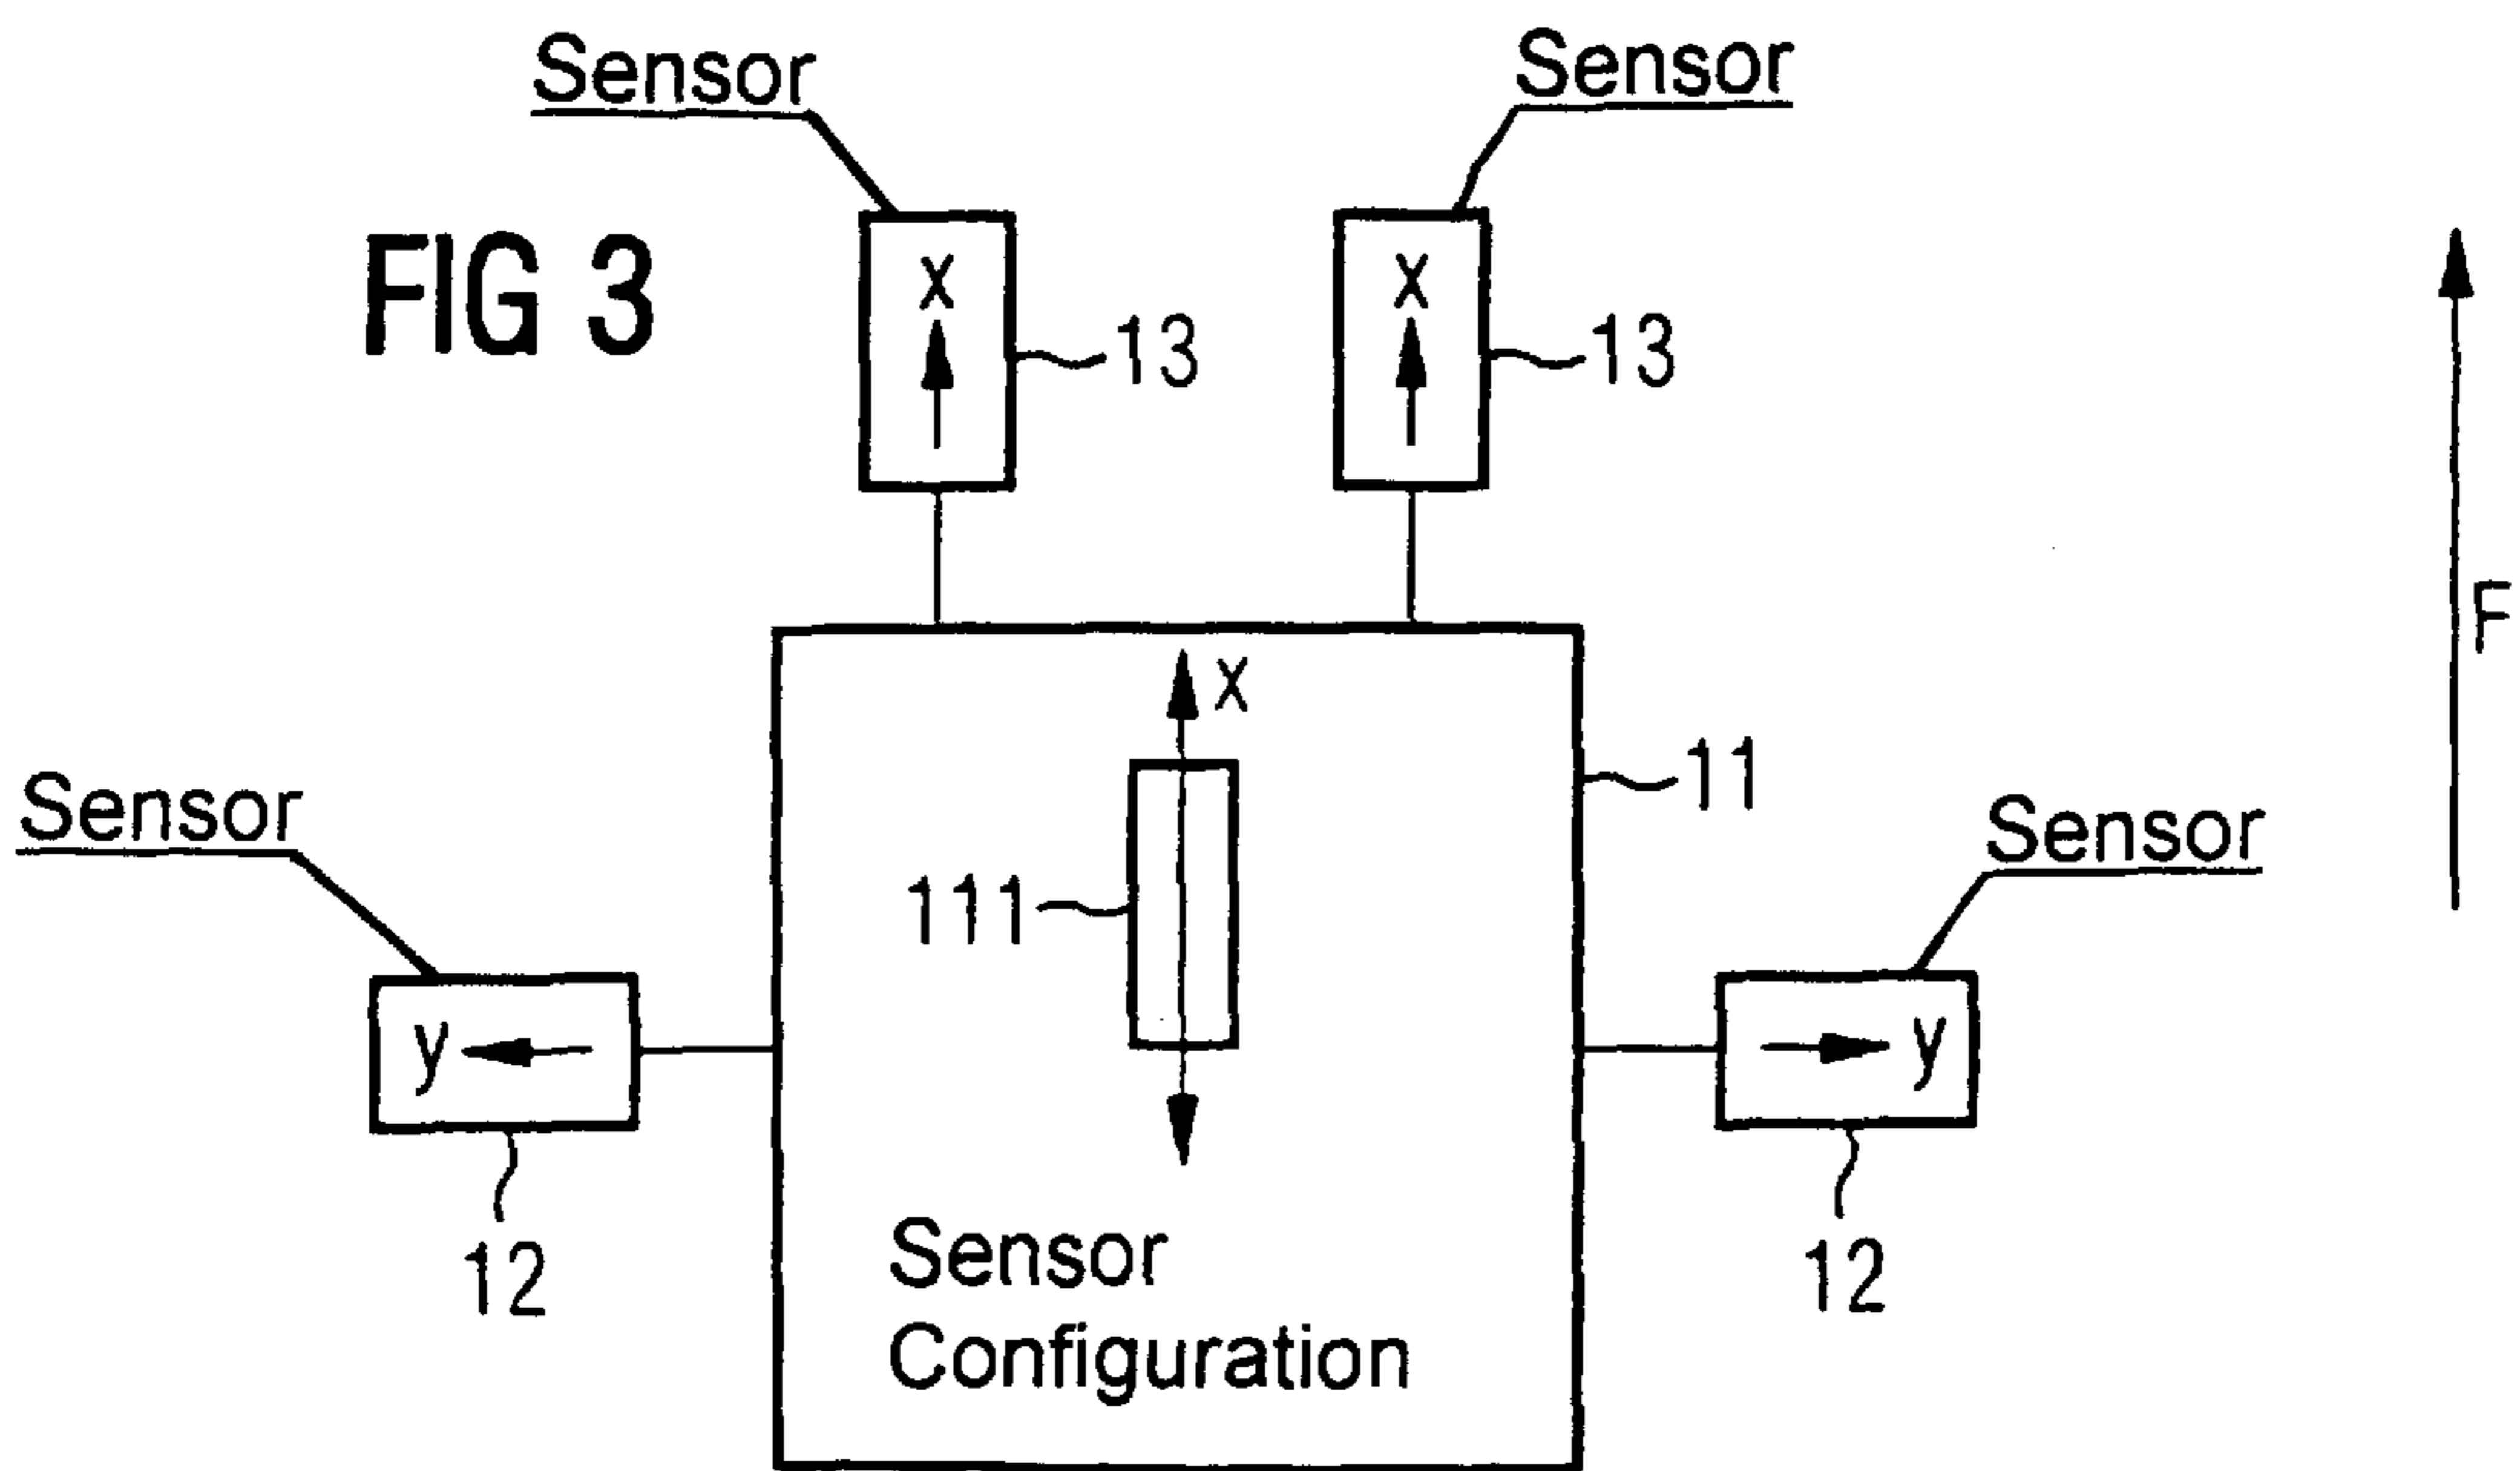 Sensor
Sensor
FIG 3
x
x
13
13
F
x
11
Sensor
Sensor
111
y
y
12
12
Sensor
Configuration